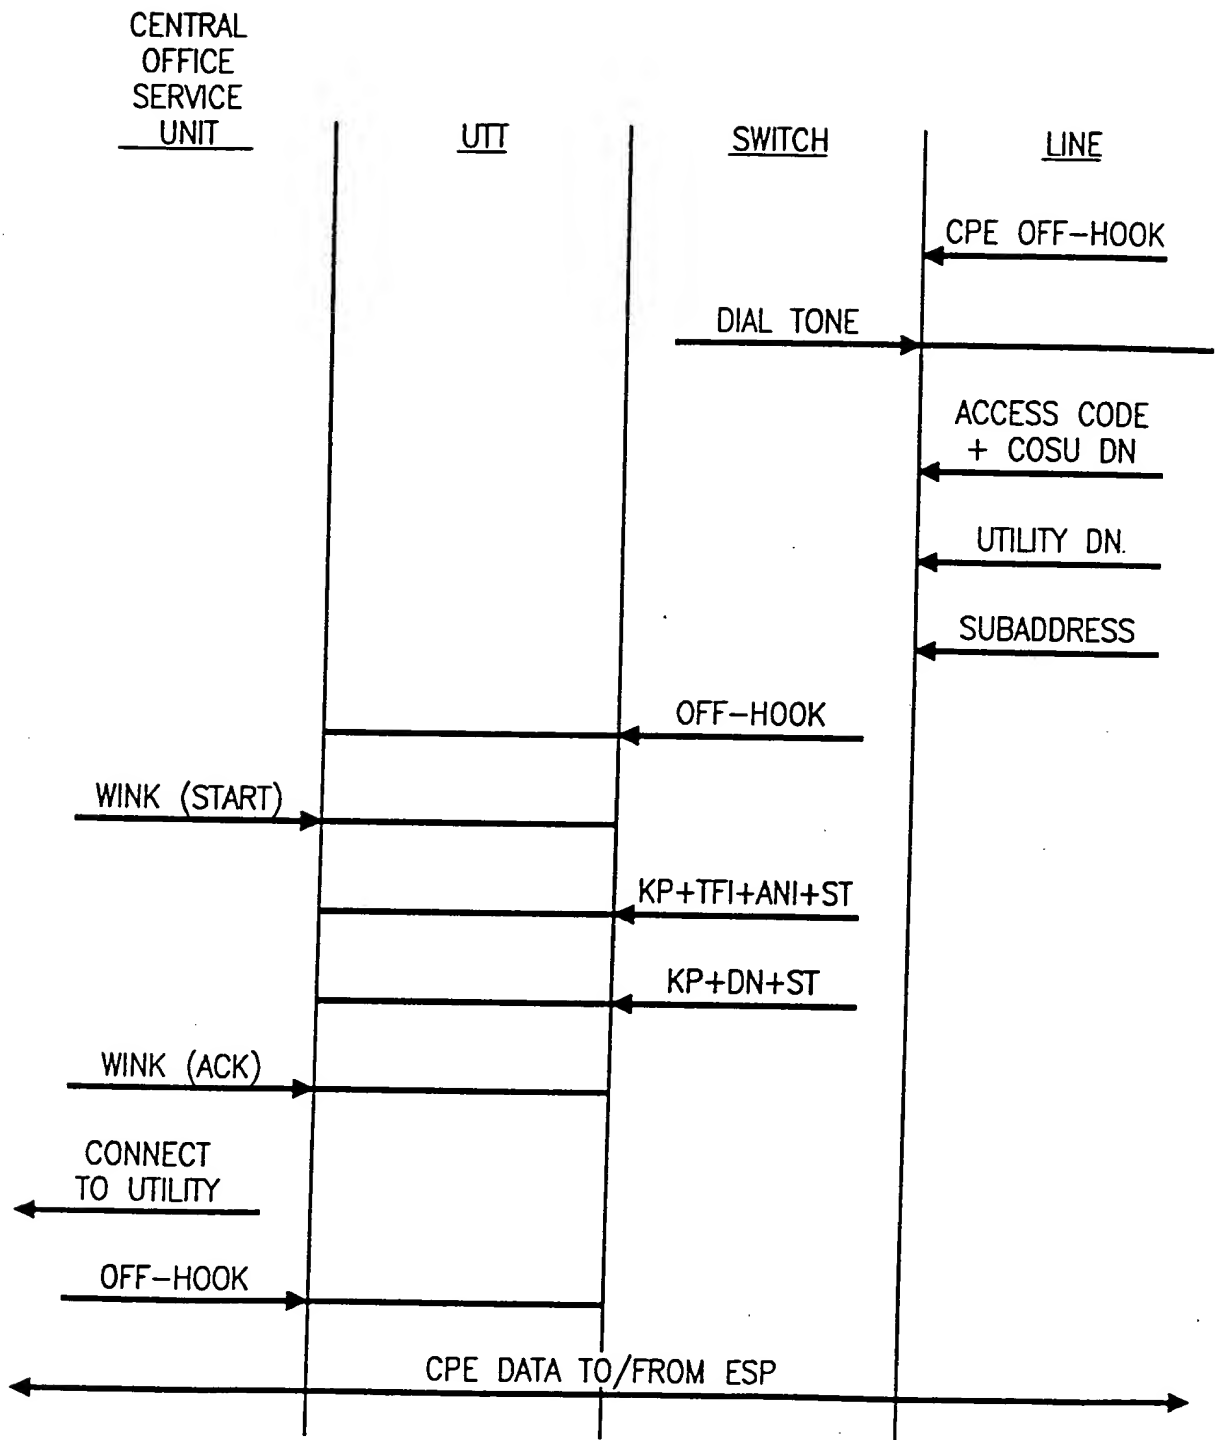 CENTRAL
OFFICE
SERVICE
UNIT
UTT
SWITCH
LINE
CPE OFF-HOOK
DIAL TONE
ACCESS CODE
+ COSU DN
UTILITY DN.
SUBADDRESS
OFF-HOOK
WINK (START)
KP+TFI+ANI+ST
KP+DN+ST
WINK (ACK)
CONNECT
TO UTILITY
OFF-HOOK
CPE DATA TO/FROM ESP